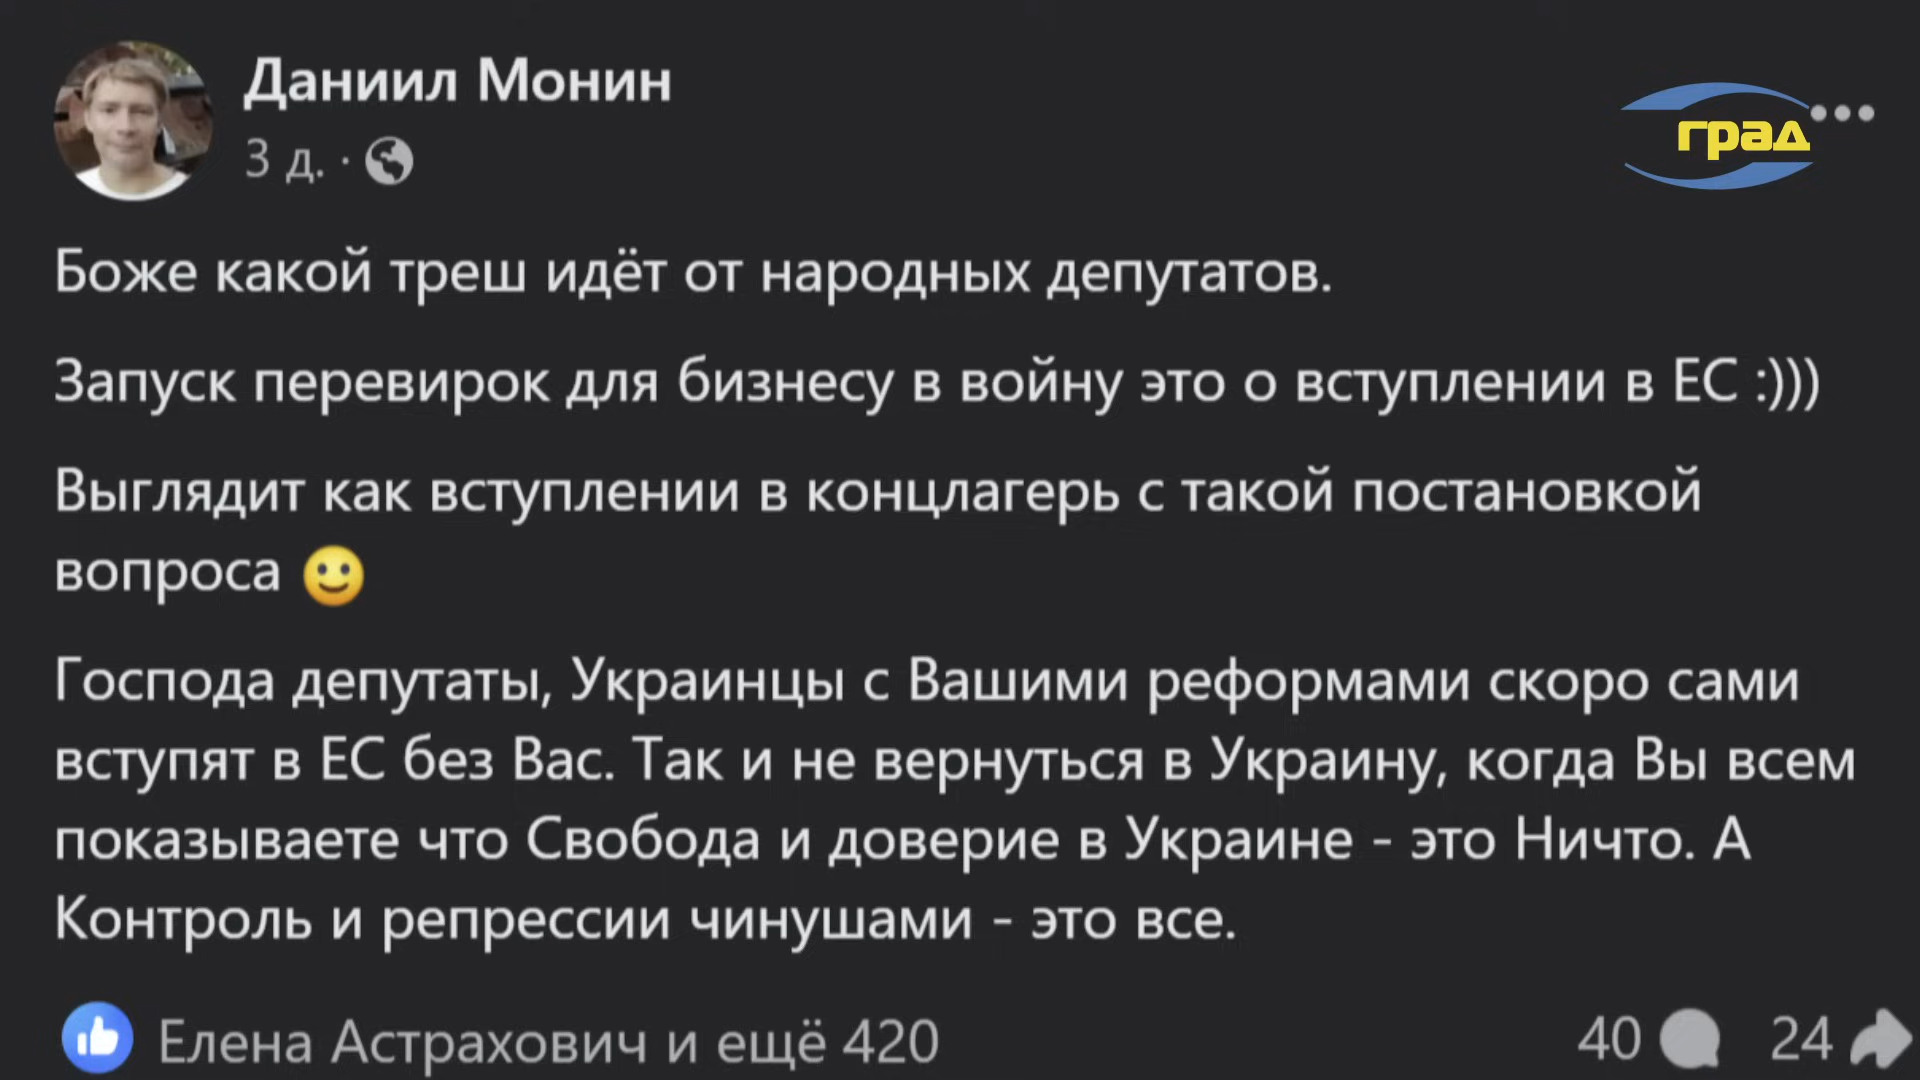 Даниил Монин
3 д. ·
град
Боже какой треш идёт от народных депутатов.
Запуск перевирок для бизнесу в войну это о вступлении в ЕС :)))
Выглядит как вступлении в концлагерь с такой постановкой
вопроса 🙂
Господа депутаты, Украинцы с Вашими реформами скоро сами
вступят в ЕС без Вас. Так и не вернуться в Украину, когда Вы всем
показываете что Свобода и доверие в Украине - это Ничто. А
Контроль и репрессии чинушами - это все.
Елена Астрахович и ещё 420
40 24